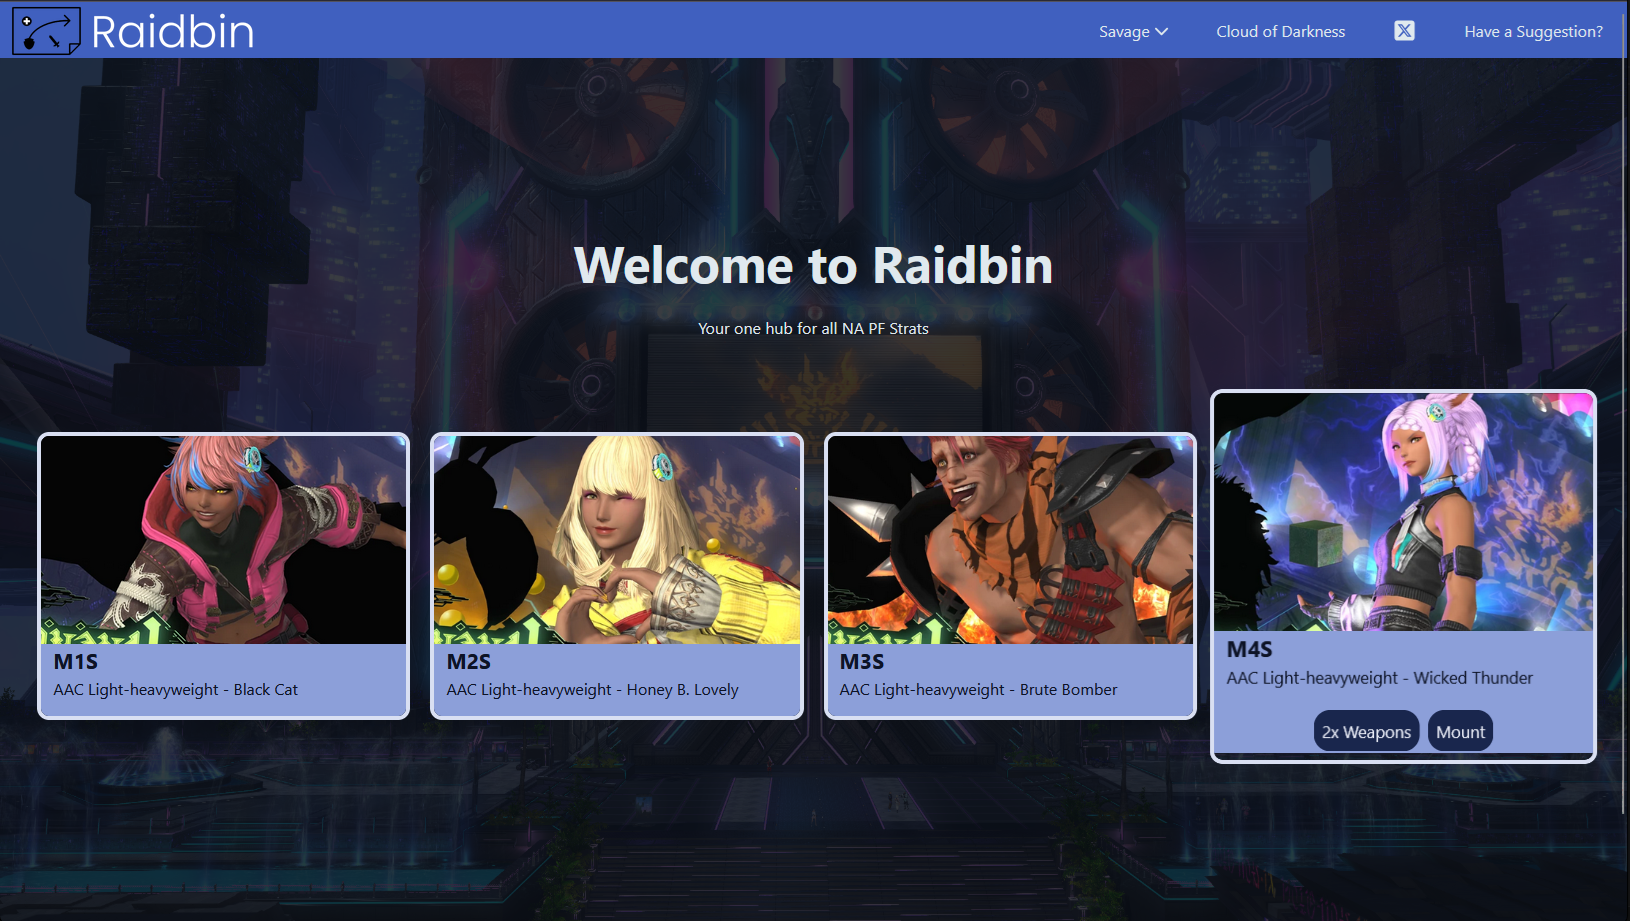 Raidbin
Savage
Cloud of Darkness
X
Have a Suggestion?
Welcome to Raidbin
Your one hub for all NA PF Strats
M1S
AAC Light-heavyweight - Black Cat
M2S
AAC Light-heavyweight - Honey B. Lovely
M3S
AAC Light-heavyweight - Brute Bomber
M4S
AAC Light-heavyweight - Wicked Thunder
2x Weapons
Mount